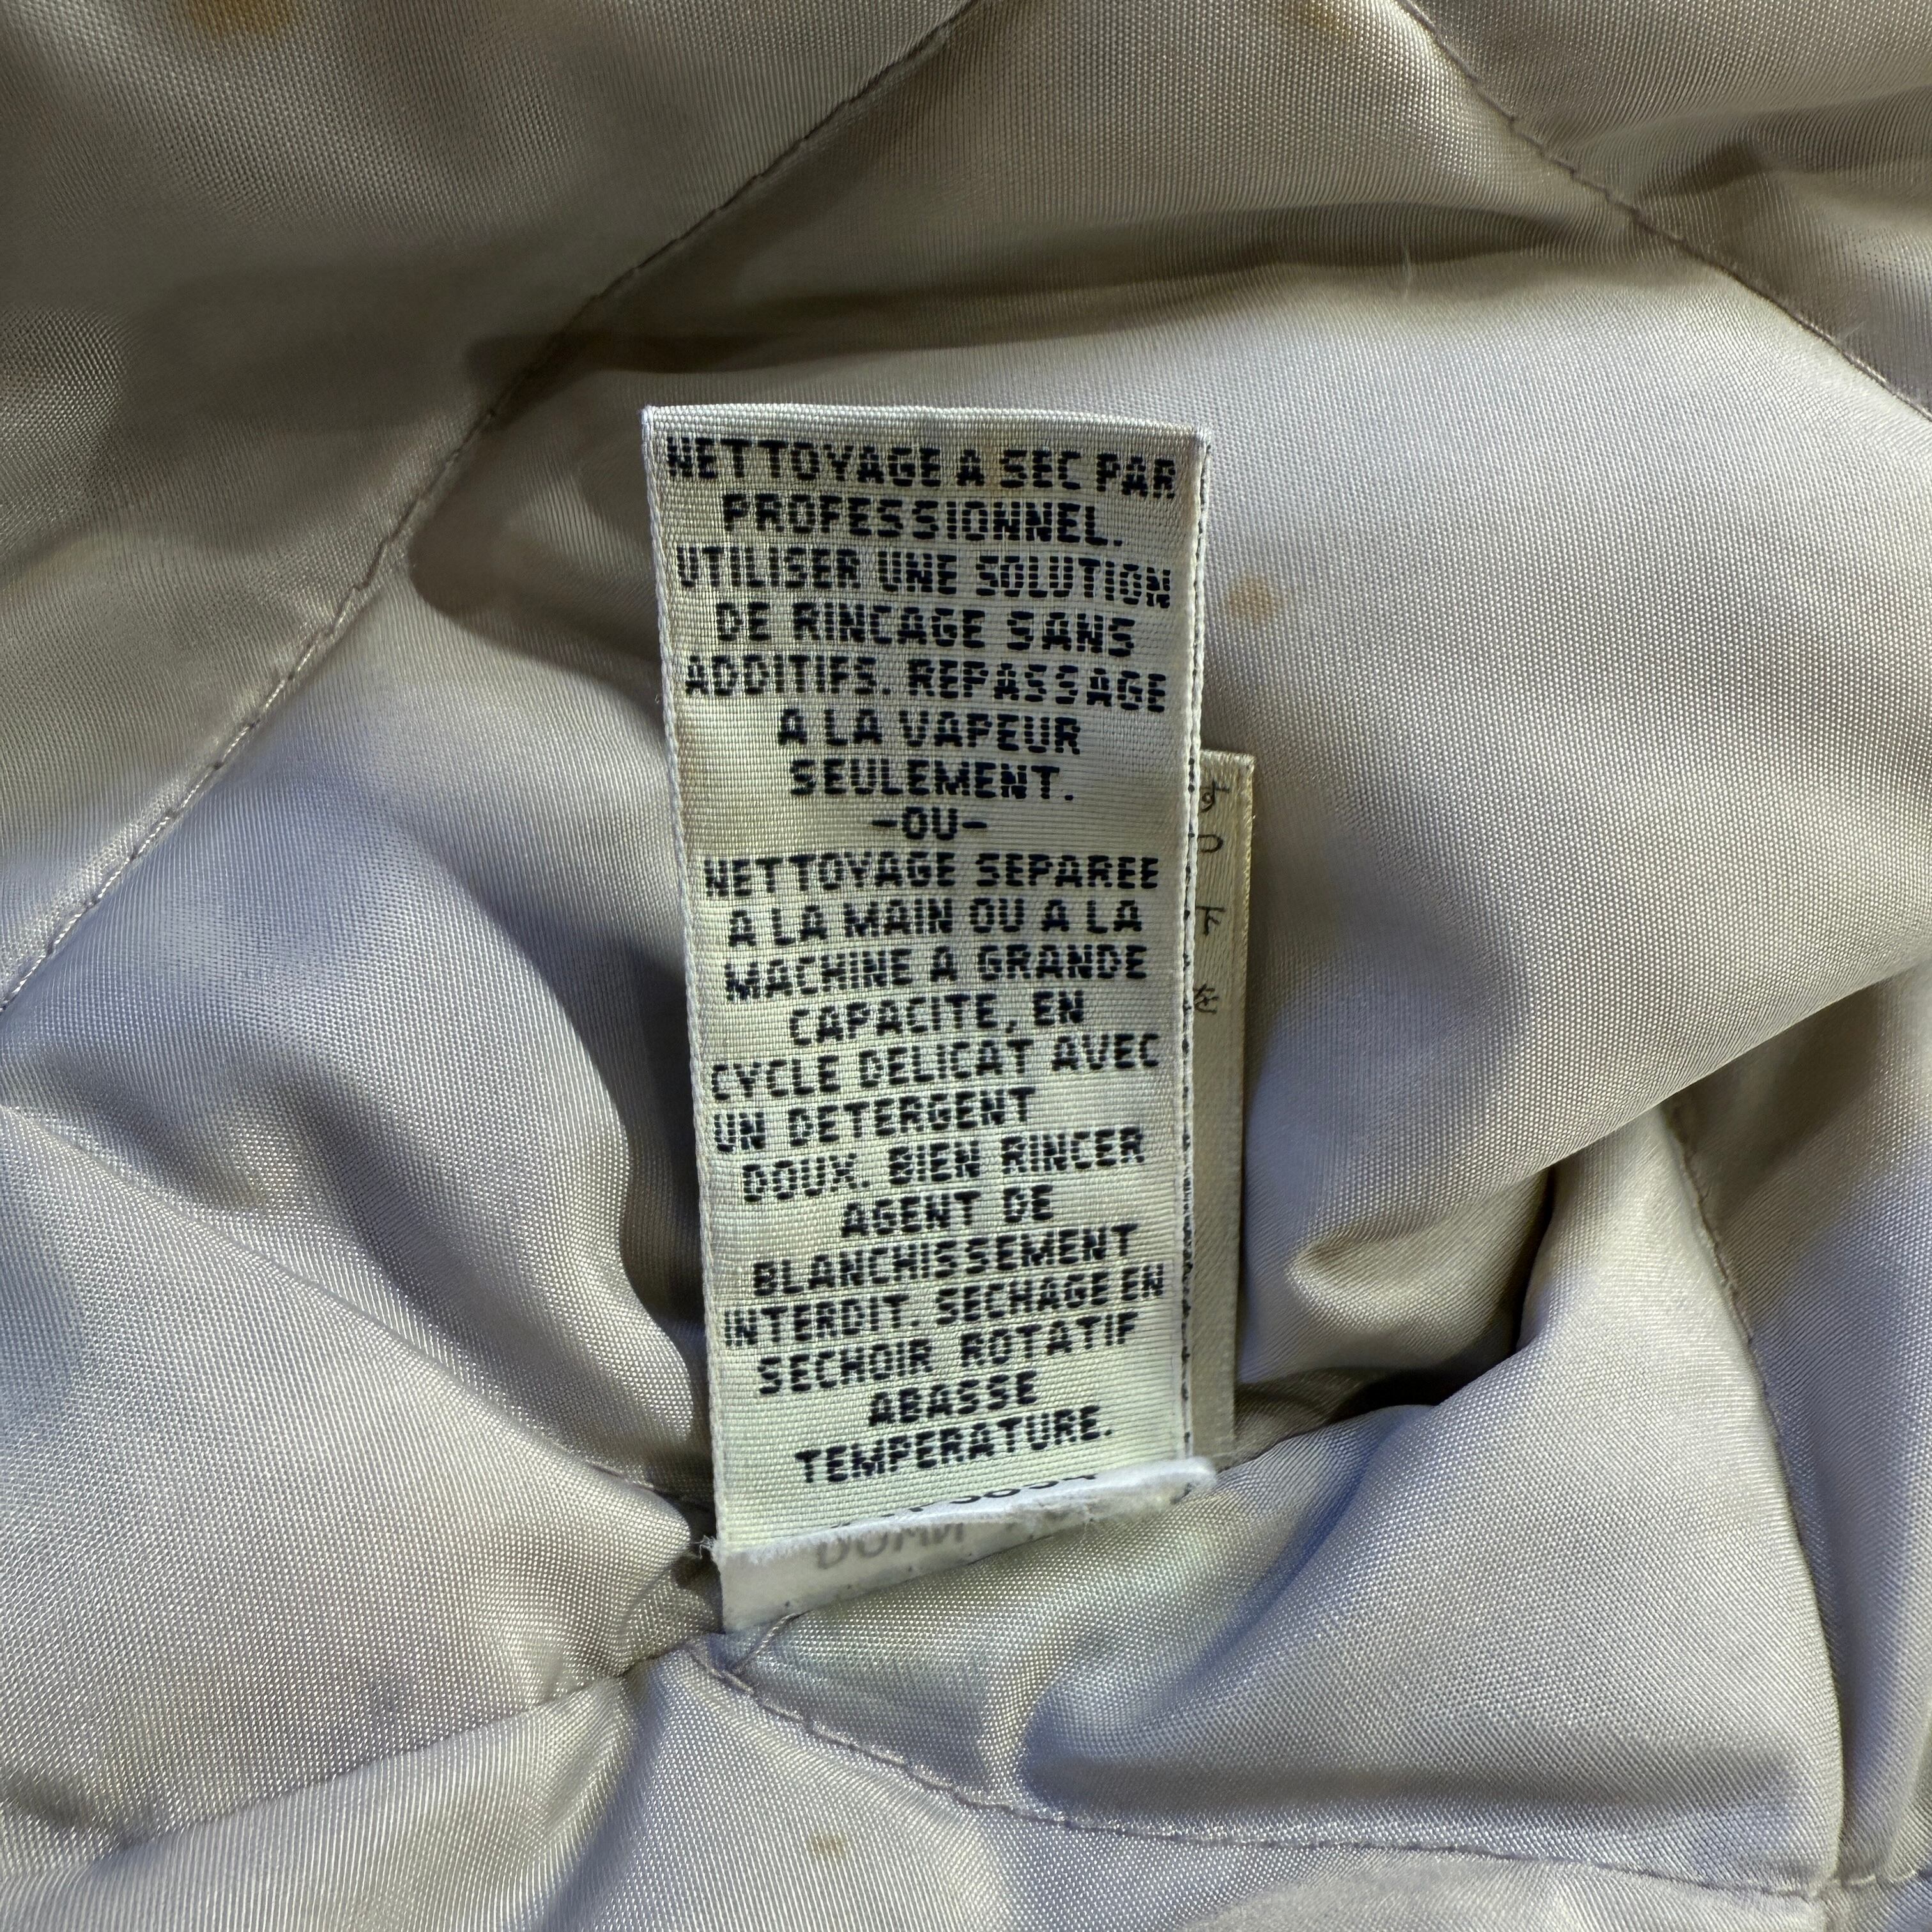 NETTOYAGE A SEC PAR
PROFESSIONNEL.
UTILISER UNE SOLUTION
DE RINCAGE SANS
ADDITIFS. REPASSAGE
A LA VAPEUR
SEULEMENT.
-OU-
NETTOYAGE SEPAREE
A LA MAIN OU A LA
MACHINE A GRANDE
CAPACITE, EN
CYCLE DELICAT AVEC
UN DETERGENT
DOUX. BIEN RINCER
AGENT DE
BLANCHISSEMENT
INTERDIT. SECHAGE EN
SECHOIR ROTATIF
ABASSE
TEMPERATURE.